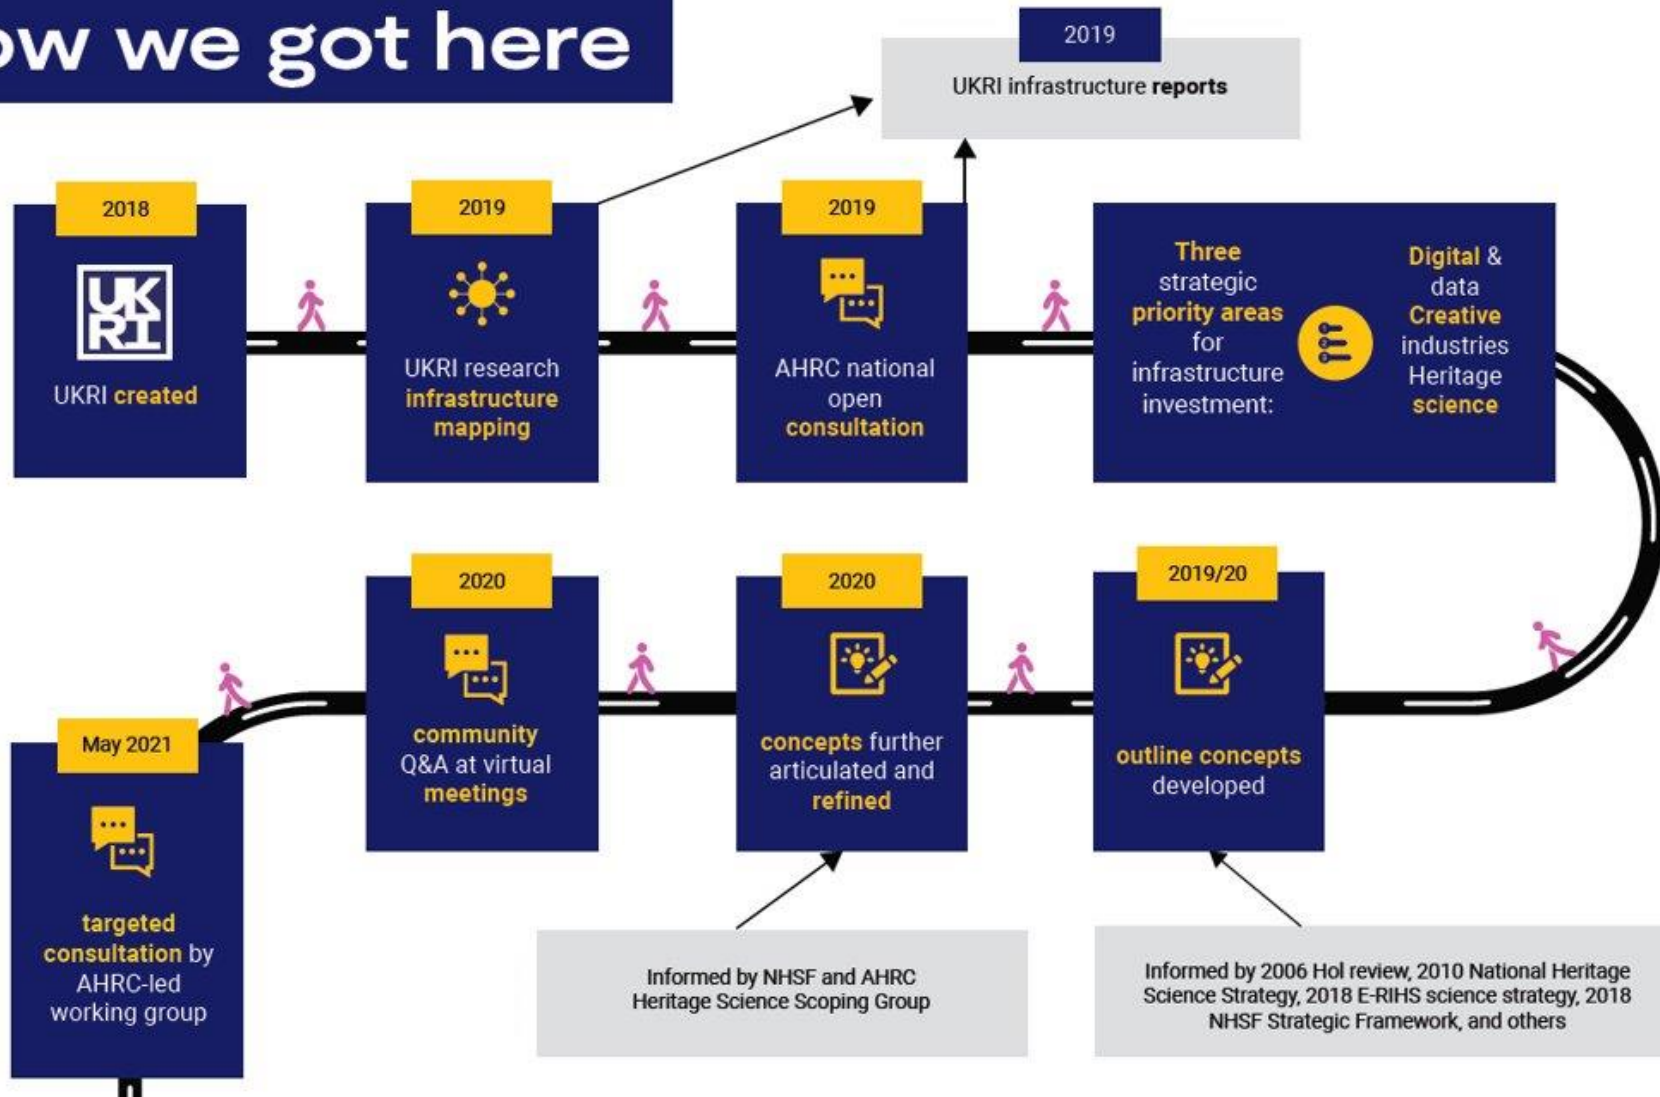 ow we got here
2019
UKRI infrastructure reports
2018
UK
RI
UKRI created
2019
UKRI research
infrastructure
mapping
2019
AHRC national
open
consultation
Three
strategic
priority areas
for
infrastructure
investment:
Digital &
data
Creative
industries
Heritage
science
2019/20
outline concepts
developed
2020
concepts further
articulated and
refined
2020
community
Q&A at virtual
meetings
May 2021
targeted
consultation by
AHRC-led
working group
Informed by NHSF and AHRC
Heritage Science Scoping Group
Informed by 2006 Hol review, 2010 National Heritage
Science Strategy, 2018 E-RIHS science strategy, 2018
NHSF Strategic Framework, and others